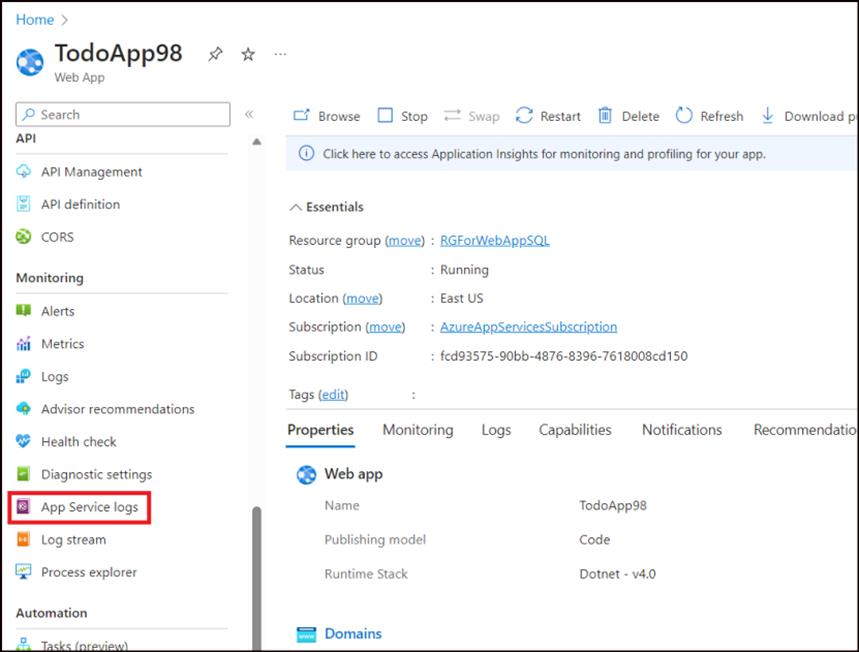 Home
TodoApp98
Web App
Search
API
API Management
API definition
CORS
Monitoring
Alerts
Metrics
Logs
Advisor recommendations
Health check
Diagnostic settings
App Service logs
Log stream
Process explorer
Automation
Tasks (preview)
Browse Stop Swap Restart Delete Refresh Download p
Click here to access Application Insights for monitoring and profiling for your app.
Essentials
Resource group (move) : RGForWebAppSQL
Status : Running
Location (move) : East US
Subscription (move) : AzureAppServicesSubscription
Subscription ID : fcd93575-90bb-4876-8396-7618008cd150
Tags (edit) :
Properties Monitoring Logs Capabilities Notifications Recommendatio
Web app
Name TodoApp98
Publishing model Code
Runtime Stack Dotnet - v4.0
Domains